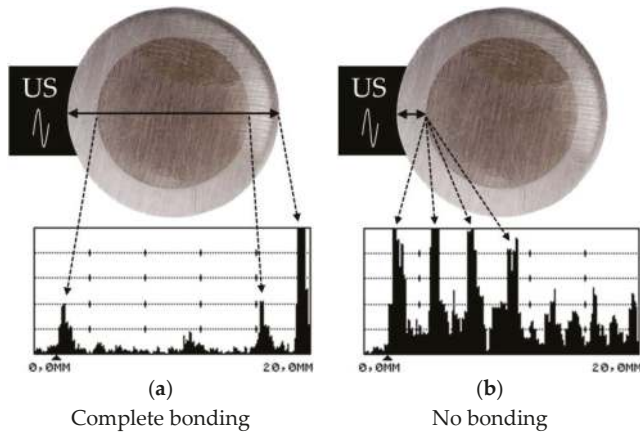 US
US
0,0MM
20,0MM
0,0MM
20,0MM
(a)
(b)
Complete bonding
No bonding